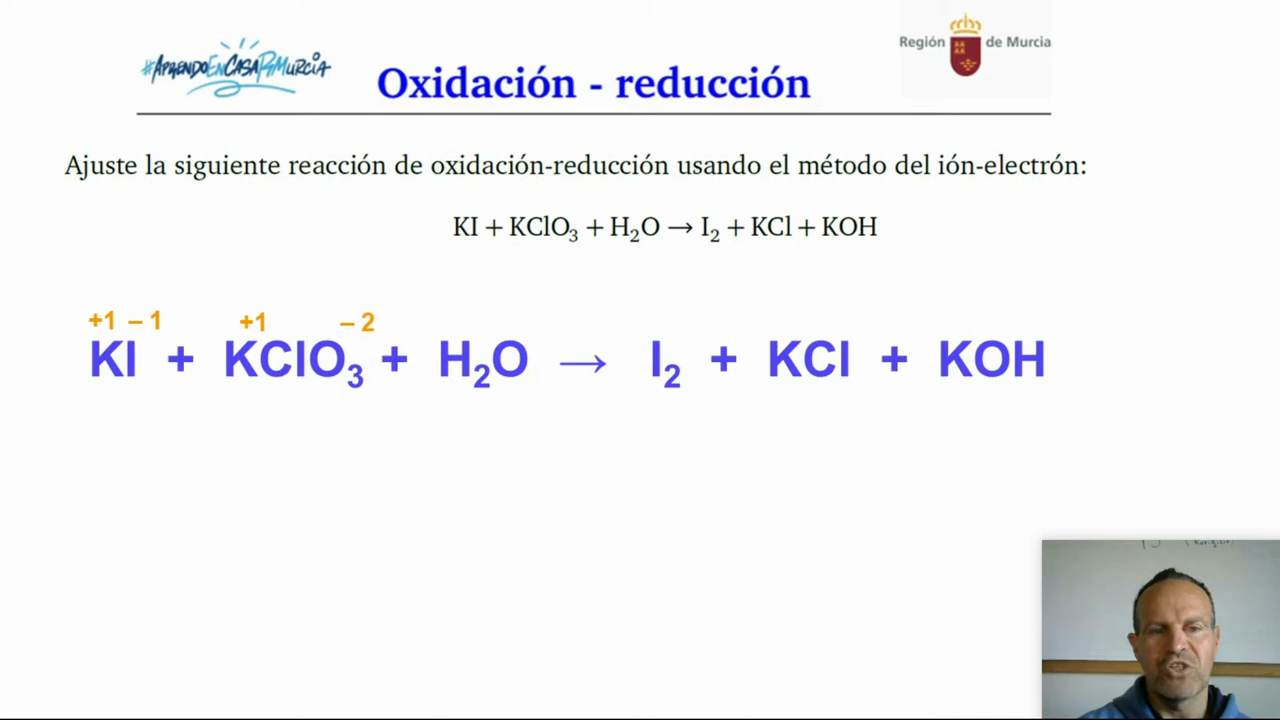 #AprendoEnCasaRMurcia
Región de Murcia
Oxidación - reducción
Ajuste la siguiente reacción de oxidación-reducción usando el método del ión-electrón:
KI + KClO₃ + H₂O → I₂ + KCl + KOH
+1 – 1 +1 – 2
KI + KClO₃ + H₂O → I₂ + KCl + KOH